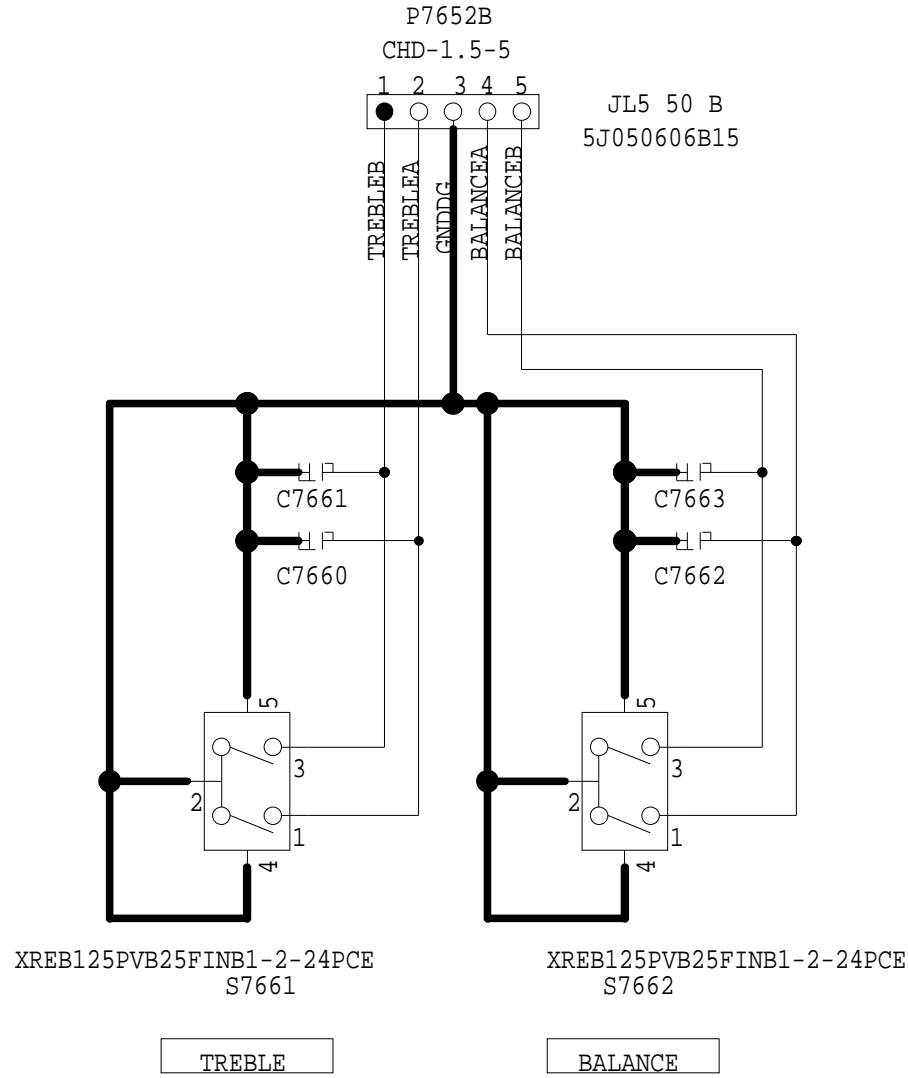 P7652B
CHD-1.5-5
1 2 3 4 5
JL5 50 B
5J050606B15
TREBLEB
TREBLEA
GNDDG
BALANCEA
BALANCEB
C7661
C7663
C7660
C7662
5
5
3
3
2
2
1
1
4
4
XREB125PVB25FINB1-2-24PCE
S7661
XREB125PVB25FINB1-2-24PCE
S7662
TREBLE
BALANCE